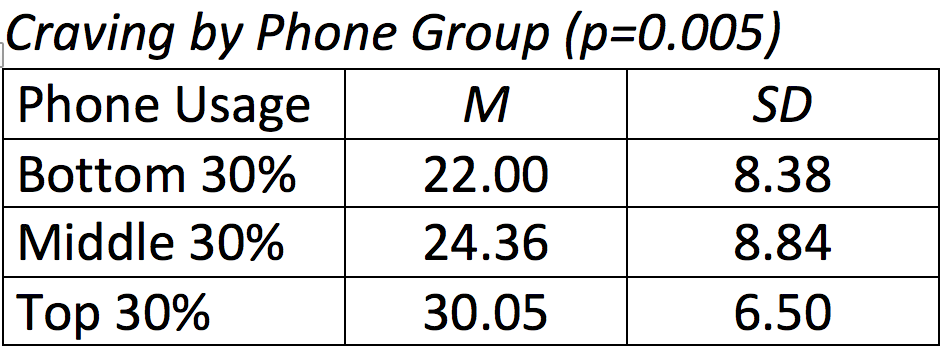 Craving by Phone Group (p=0.005)
Phone Usage M SD
Bottom 30% 22.00 8.38
Middle 30% 24.36 8.84
Top 30% 30.05 6.50